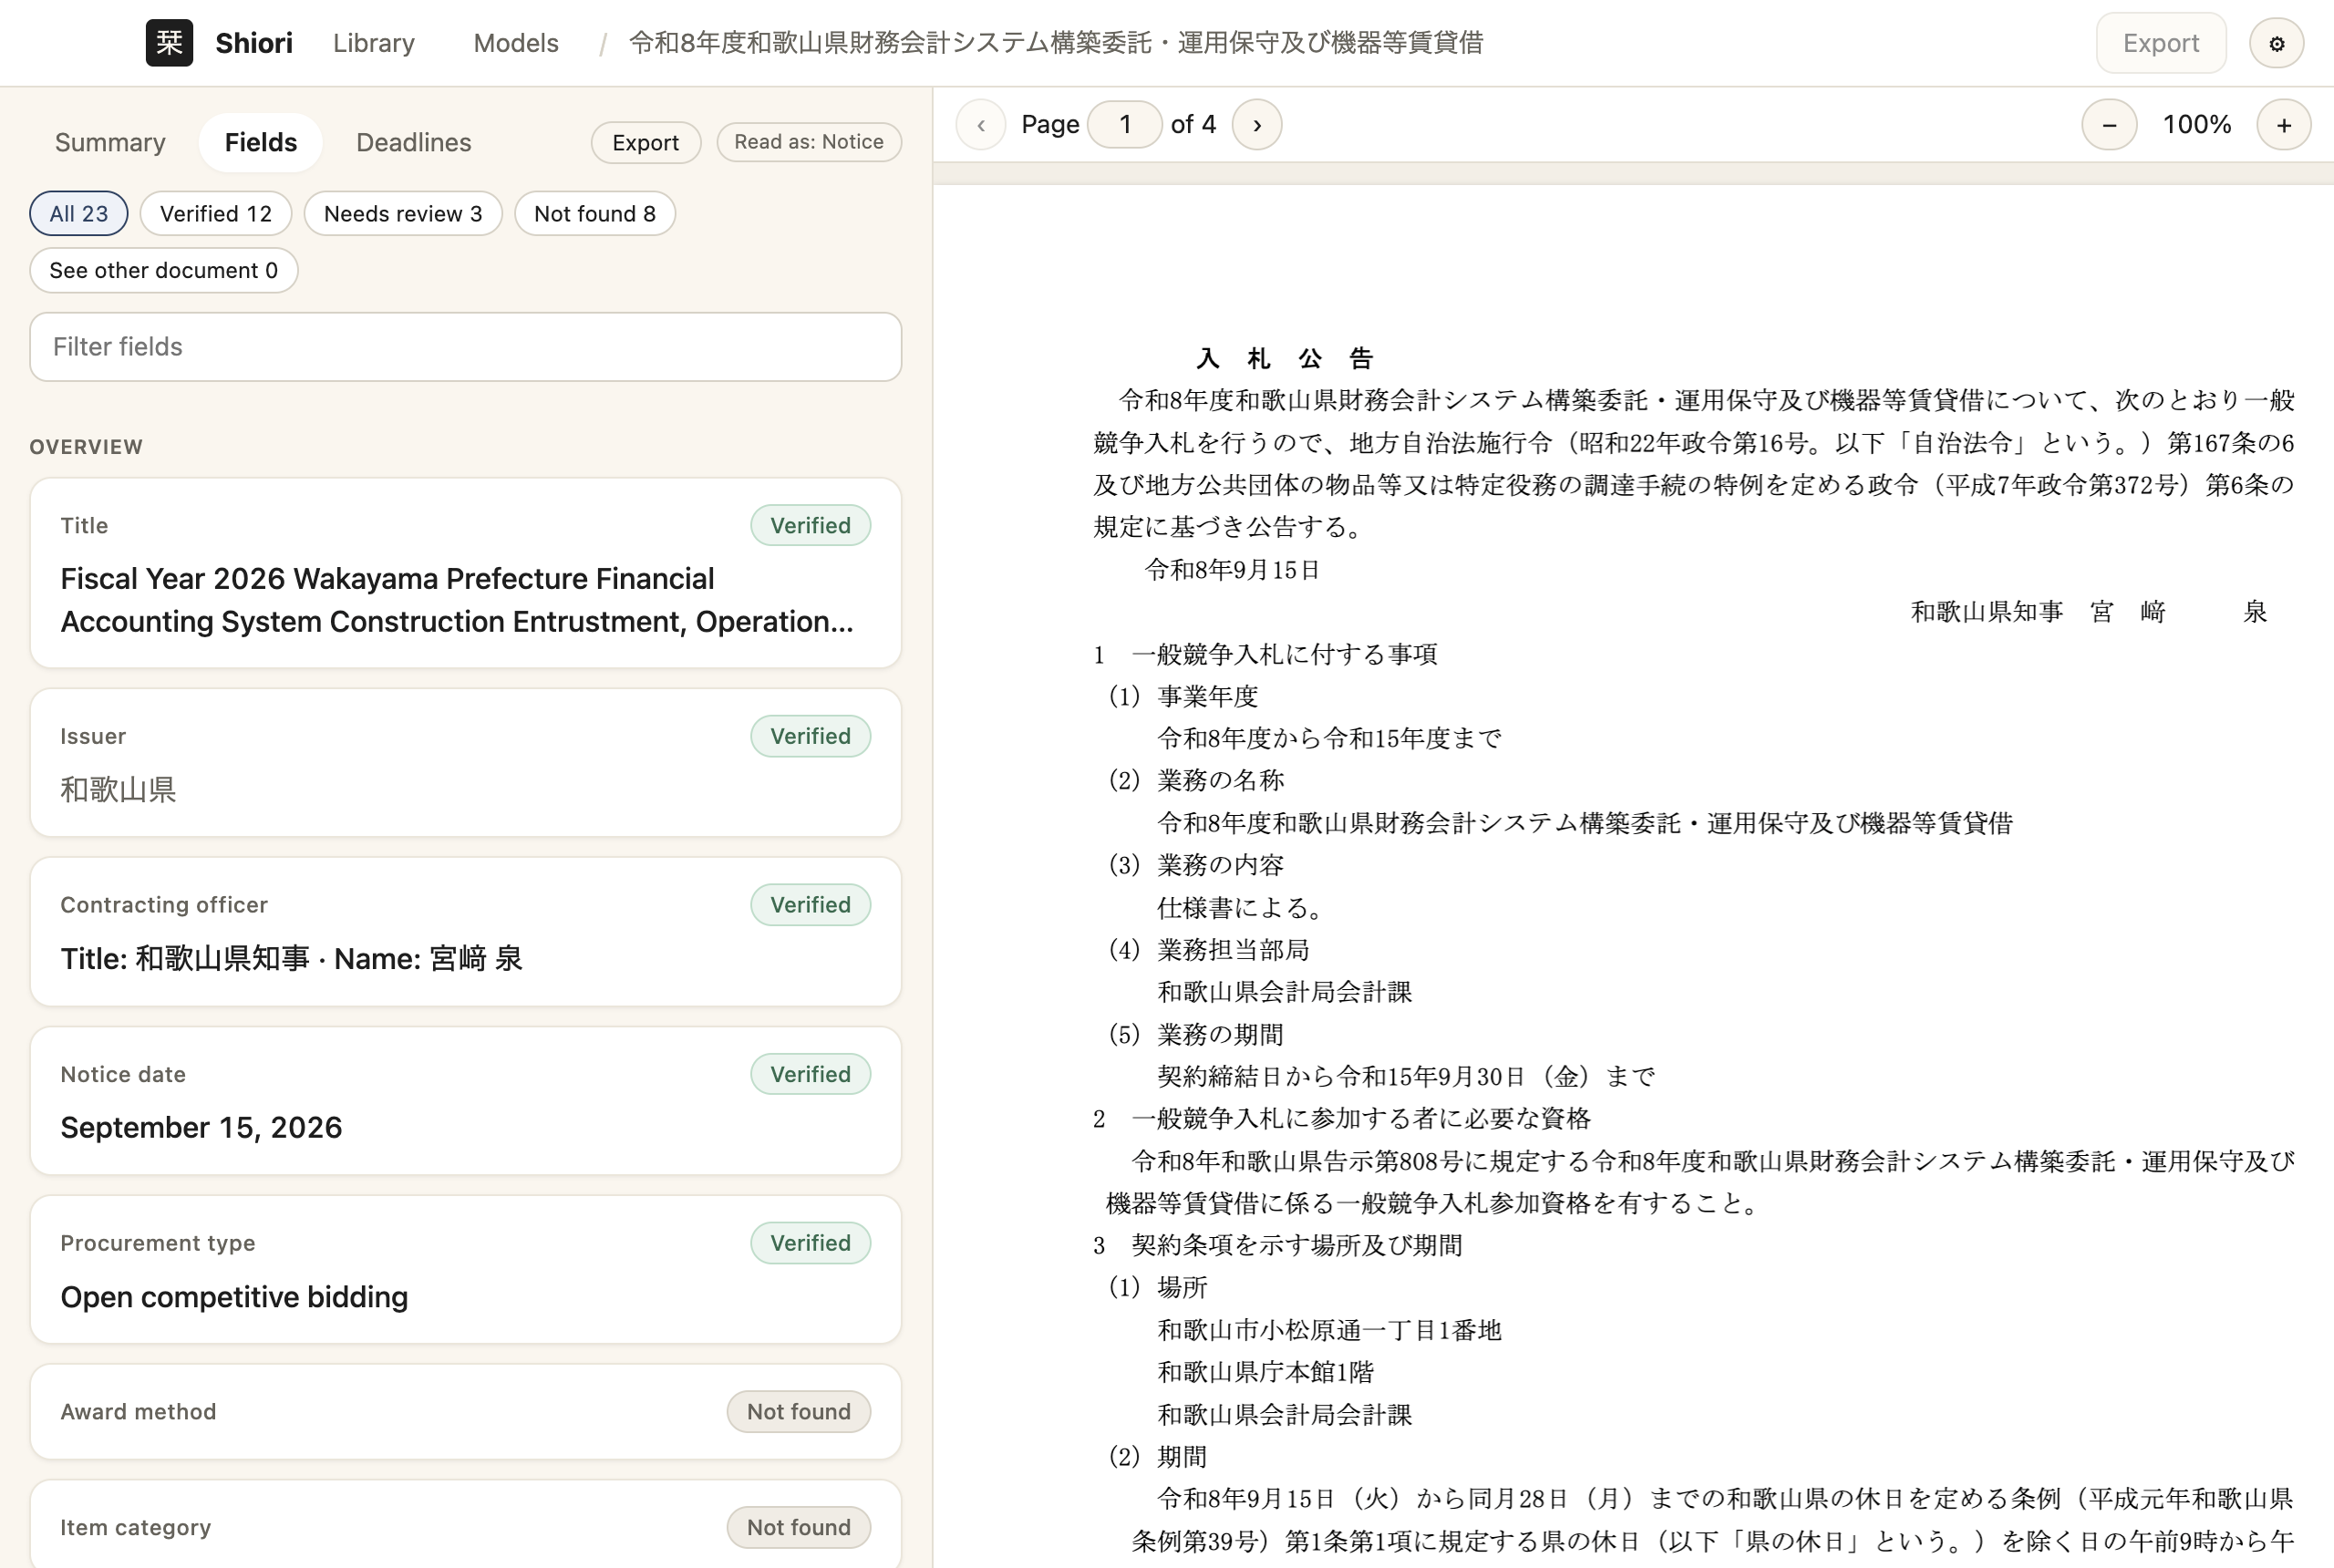 栞 Shiori Library Models / 令和8年度和歌山県財務会計システム構築委託・運用保守及び機器等賃貸借 Export
Summary Fields Deadlines Export Read as: Notice
All 23 Verified 12 Needs review 3 Not found 8
See other document 0
Filter fields
OVERVIEW
Title Verified
Fiscal Year 2026 Wakayama Prefecture Financial
Accounting System Construction Entrustment, Operation...
Issuer Verified
和歌山県
Contracting officer Verified
Title: 和歌山県知事 · Name: 宮﨑 泉
Notice date Verified
September 15, 2026
Procurement type Verified
Open competitive bidding
Award method Not found
Item category Not found
‹ Page 1 of 4 › − 100% +
入 札 公 告
令和8年度和歌山県財務会計システム構築委託・運用保守及び機器等賃貸借について、次のとおり一般
競争入札を行うので、地方自治法施行令（昭和22年政令第16号。以下「自治法令」という。）第167条の6
及び地方公共団体の物品等又は特定役務の調達手続の特例を定める政令（平成7年政令第372号）第6条の
規定に基づき公告する。
令和8年9月15日
和歌山県知事 宮 﨑 泉
1 一般競争入札に付する事項
(1) 事業年度
令和8年度から令和15年度まで
(2) 業務の名称
令和8年度和歌山県財務会計システム構築委託・運用保守及び機器等賃貸借
(3) 業務の内容
仕様書による。
(4) 業務担当部局
和歌山県会計局会計課
(5) 業務の期間
契約締結日から令和15年9月30日（金）まで
2 一般競争入札に参加する者に必要な資格
令和8年和歌山県告示第808号に規定する令和8年度和歌山県財務会計システム構築委託・運用保守及び
機器等賃貸借に係る一般競争入札参加資格を有すること。
3 契約条項を示す場所及び期間
(1) 場所
和歌山市小松原通一丁目1番地
和歌山県庁本館1階
和歌山県会計局会計課
(2) 期間
令和8年9月15日（火）から同月28日（月）までの和歌山県の休日を定める条例（平成元年和歌山県
条例第39号）第1条第1項に規定する県の休日（以下「県の休日」という。）を除く日の午前9時から午